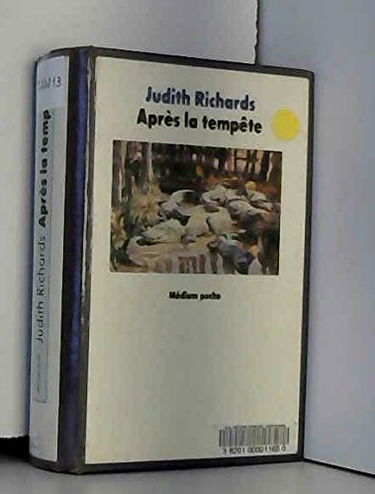 Judith Richards
Après la tempête
Médium poche
Judith Richards Après la temp